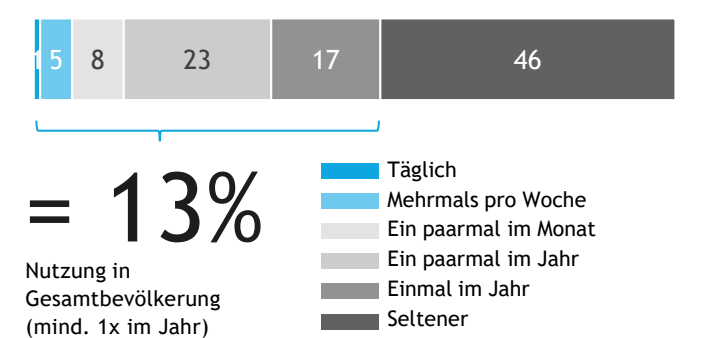 1 5 8 23 17 46
= 13%
Nutzung in
Gesamtbevölkerung
(mind. 1x im Jahr)
Täglich
Mehrmals pro Woche
Ein paarmal im Monat
Ein paarmal im Jahr
Einmal im Jahr
Seltener